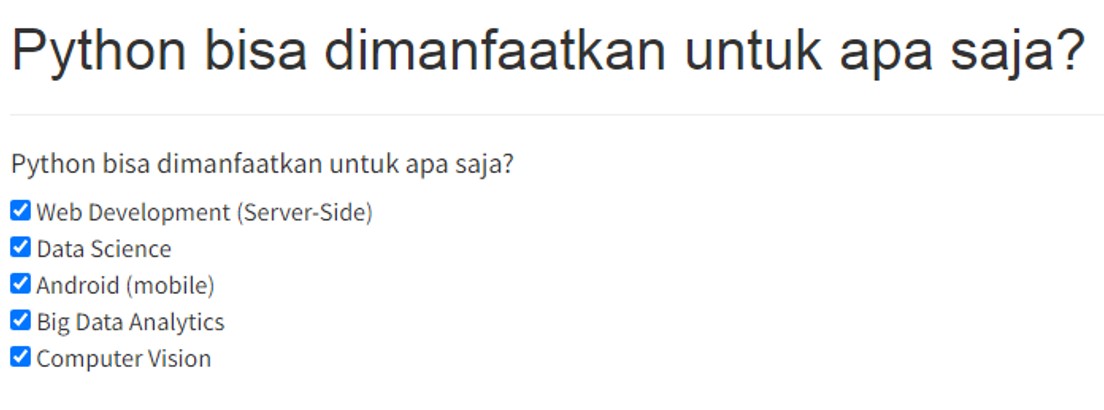 Python bisa dimanfaatkan untuk apa saja?
Python bisa dimanfaatkan untuk apa saja?
Web Development (Server-Side)
Data Science
Android (mobile)
Big Data Analytics
Computer Vision